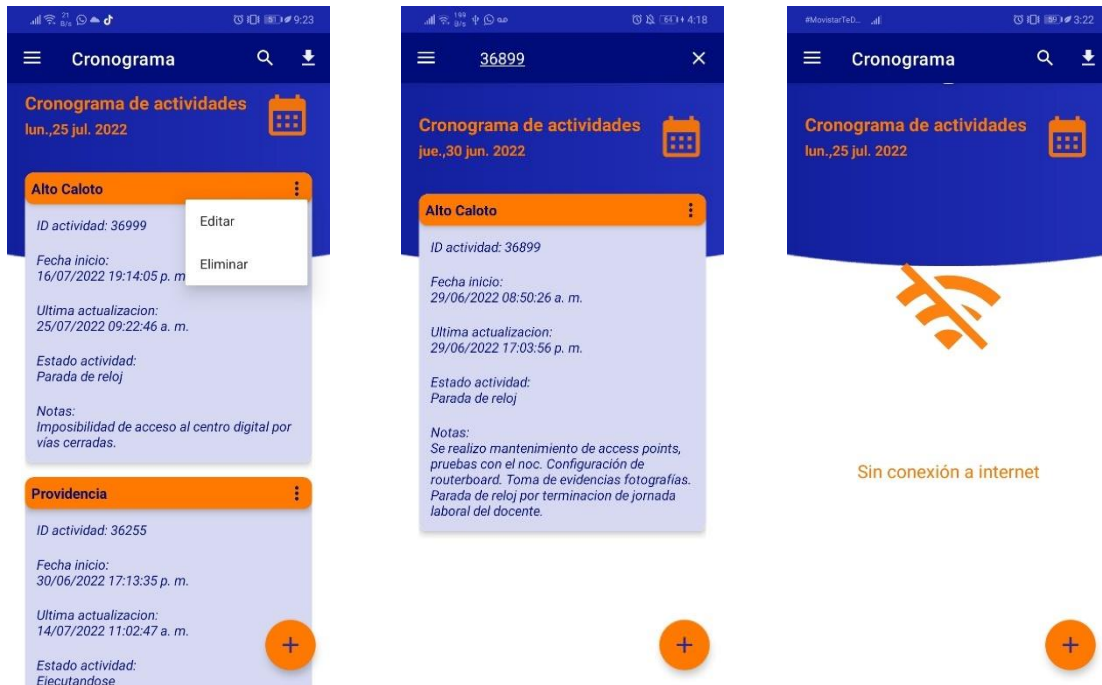 21 B/s
50 9:23
Cronograma
Cronograma de actividades
lun.,25 jul. 2022
Alto Caloto
Editar
Eliminar
ID actividad: 36999
Fecha inicio:
16/07/2022 19:14:05 p. m
Ultima actualizacion:
25/07/2022 09:22:46 a. m.
Estado actividad:
Parada de reloj
Notas:
Imposibilidad de acceso al centro digital por
vías cerradas.
Providencia
ID actividad: 36255
Fecha inicio:
30/06/2022 17:13:35 p. m.
Ultima actualizacion:
14/07/2022 11:02:47 a. m.
Estado actividad:
Ejecutandose
+
199 B/s
64 4:18
36899
Cronograma de actividades
jue.,30 jun. 2022
Alto Caloto
ID actividad: 36899
Fecha inicio:
29/06/2022 08:50:26 a. m.
Ultima actualizacion:
29/06/2022 17:03:56 p. m.
Estado actividad:
Parada de reloj
Notas:
Se realizo mantenimiento de access points,
pruebas con el noc. Configuración de
routerboard. Toma de evidencias fotografías.
Parada de reloj por terminacion de jornada
laboral del docente.
+
#MovistarTeD...
3:22
Cronograma
Cronograma de actividades
lun.,25 jul. 2022
Sin conexión a internet
+